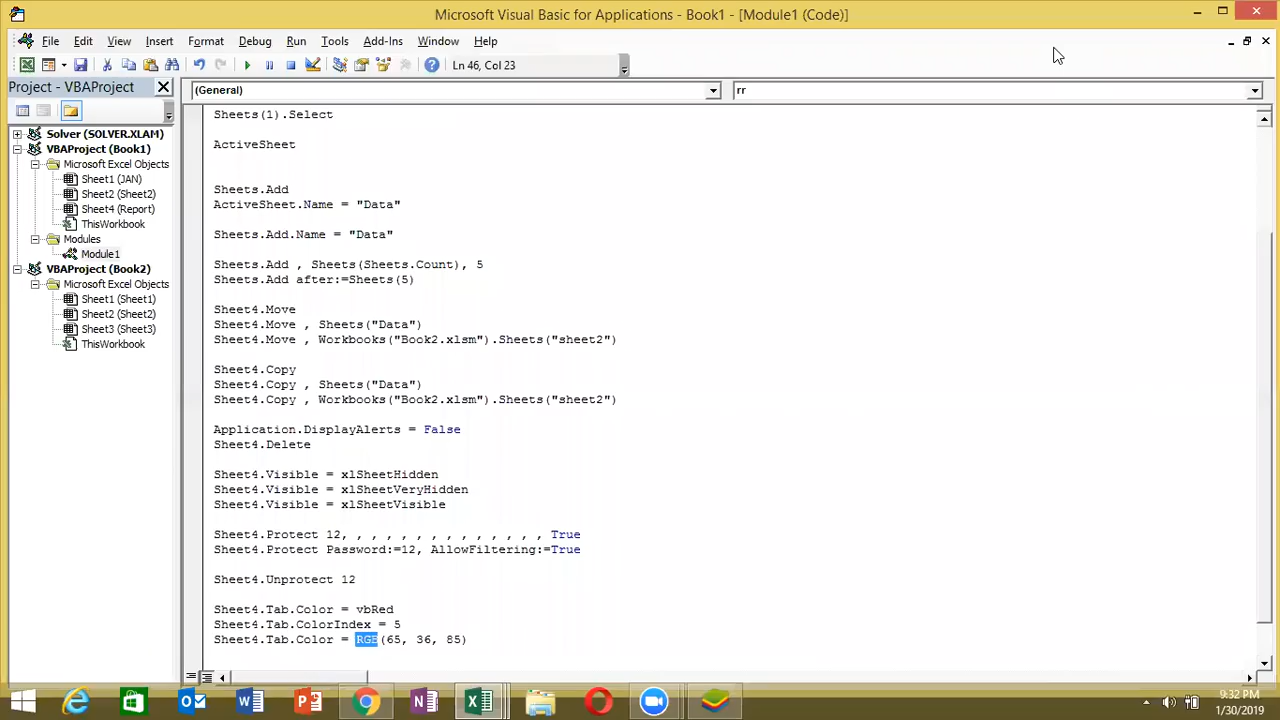 Microsoft Visual Basic for Applications - Book1 - [Module1 (Code)]
File Edit View Insert Format Debug Run Tools Add-Ins Window Help
Ln 46, Col 23
Project - VBAProject
(General)
rr
Solver (SOLVER.XLAM)
VBAProject (Book1)
Microsoft Excel Objects
Sheet1 (JAN)
Sheet2 (Sheet2)
Sheet4 (Report)
ThisWorkbook
Modules
Module1
VBAProject (Book2)
Microsoft Excel Objects
Sheet1 (Sheet1)
Sheet2 (Sheet2)
Sheet3 (Sheet3)
ThisWorkbook
Sheets(1).Select
ActiveSheet
Sheets.Add
ActiveSheet.Name = "Data"
Sheets.Add.Name = "Data"
Sheets.Add , Sheets(Sheets.Count), 5
Sheets.Add after:=Sheets(5)
Sheet4.Move
Sheet4.Move , Sheets("Data")
Sheet4.Move , Workbooks("Book2.xlsm").Sheets("sheet2")
Sheet4.Copy
Sheet4.Copy , Sheets("Data")
Sheet4.Copy , Workbooks("Book2.xlsm").Sheets("sheet2")
Application.DisplayAlerts = False
Sheet4.Delete
Sheet4.Visible = xlSheetHidden
Sheet4.Visible = xlSheetVeryHidden
Sheet4.Visible = xlSheetVisible
Sheet4.Protect 12, , , , , , , , , , , , , , True
Sheet4.Protect Password:=12, AllowFiltering:=True
Sheet4.Unprotect 12
Sheet4.Tab.Color = vbRed
Sheet4.Tab.ColorIndex = 5
Sheet4.Tab.Color = RGB(65, 36, 85)
9:32 PM
1/30/2019